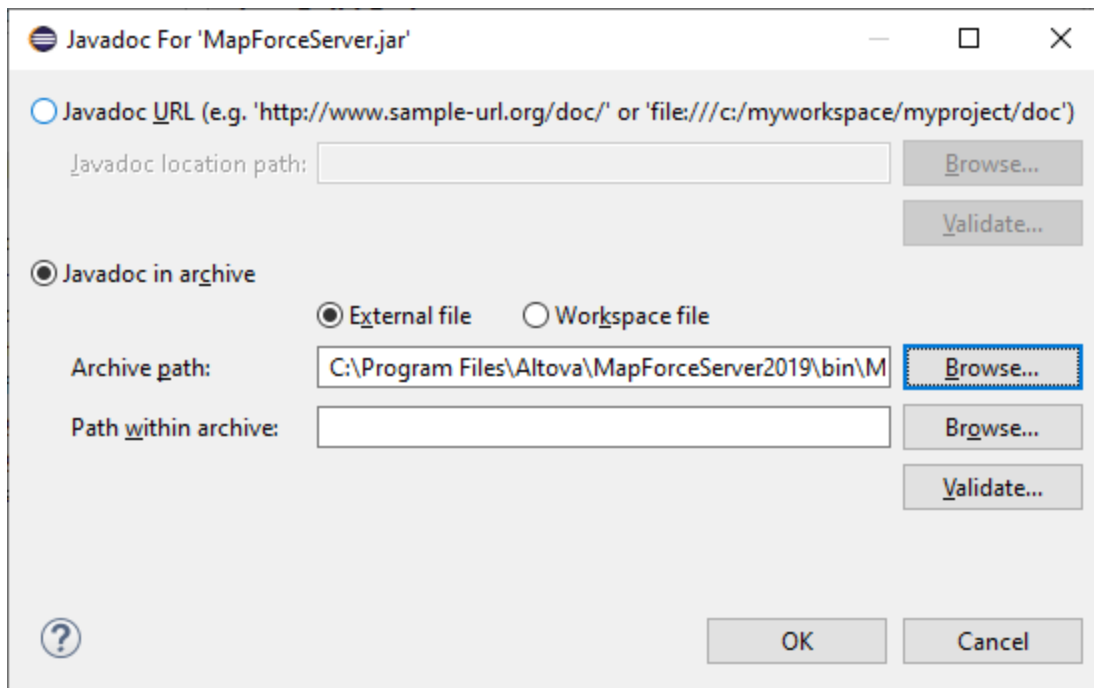 Javadoc For 'MapForceServer.jar'
Javadoc URL (e.g. 'http://www.sample-url.org/doc/' or 'file:///c:/myworkspace/myproject/doc')
Javadoc location path: Browse...
Validate...
Javadoc in archive
External file Workspace file
Archive path: C:\Program Files\Altova\MapForceServer2019\bin\M Browse...
Path within archive: Browse...
Validate...
? OK Cancel